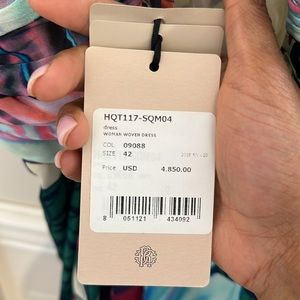 HQT117-SQM04
dress
WOMAN WOVEN DRESS
COL 09088
SIZE 42
Price USD 4.850.00
8 051121 434092